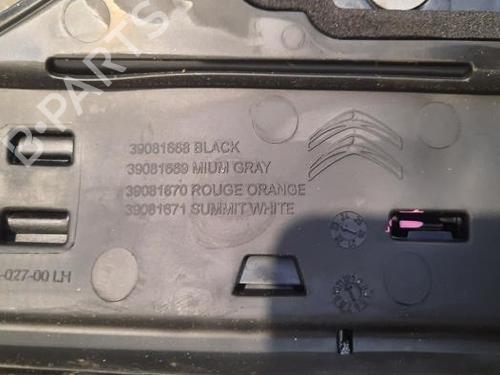 39081668 BLACK
39081669 MIUM GRAY
39081670 ROUGE ORANGE
39081671 SUMMIT WHITE
-027-00 LH
B-PARTS